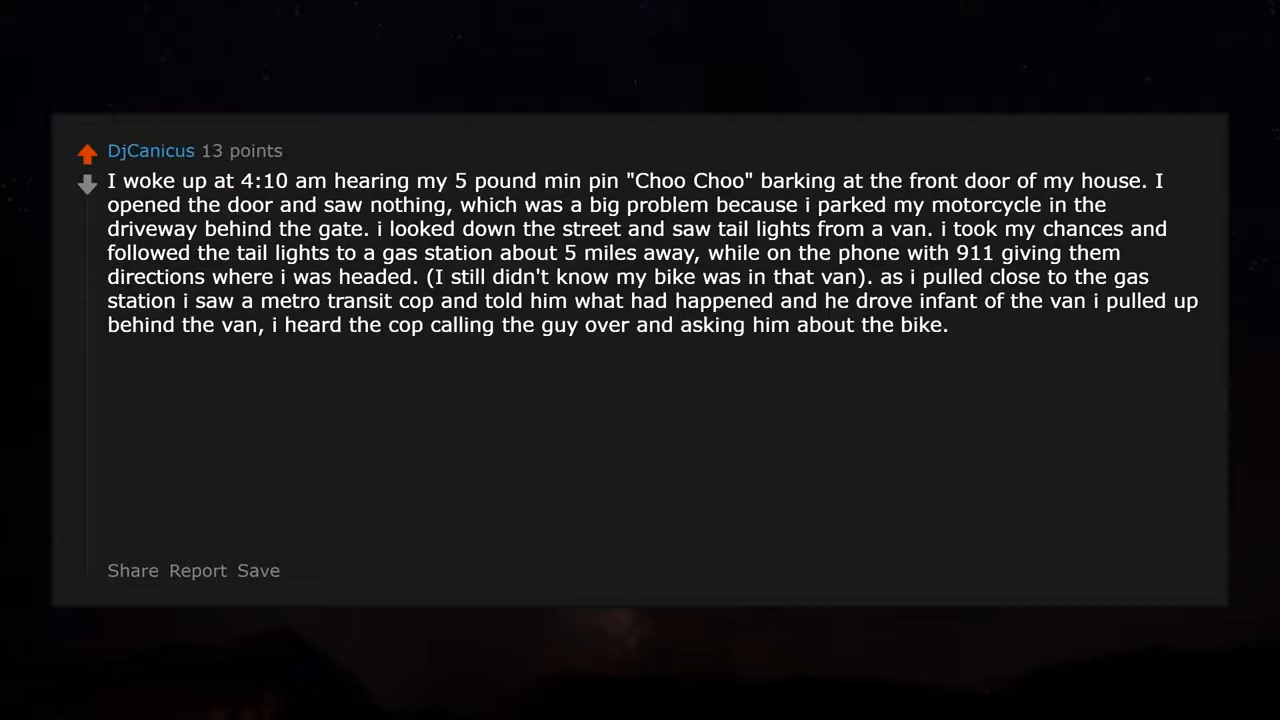 DjCanicus 13 points
I woke up at 4:10 am hearing my 5 pound min pin "Choo Choo" barking at the front door of my house. I
opened the door and saw nothing, which was a big problem because i parked my motorcycle in the
driveway behind the gate. i looked down the street and saw tail lights from a van. i took my chances and
followed the tail lights to a gas station about 5 miles away, while on the phone with 911 giving them
directions where i was headed. (I still didn't know my bike was in that van). as i pulled close to the gas
station i saw a metro transit cop and told him what had happened and he drove infant of the van i pulled up
behind the van, i heard the cop calling the guy over and asking him about the bike.
Share Report Save